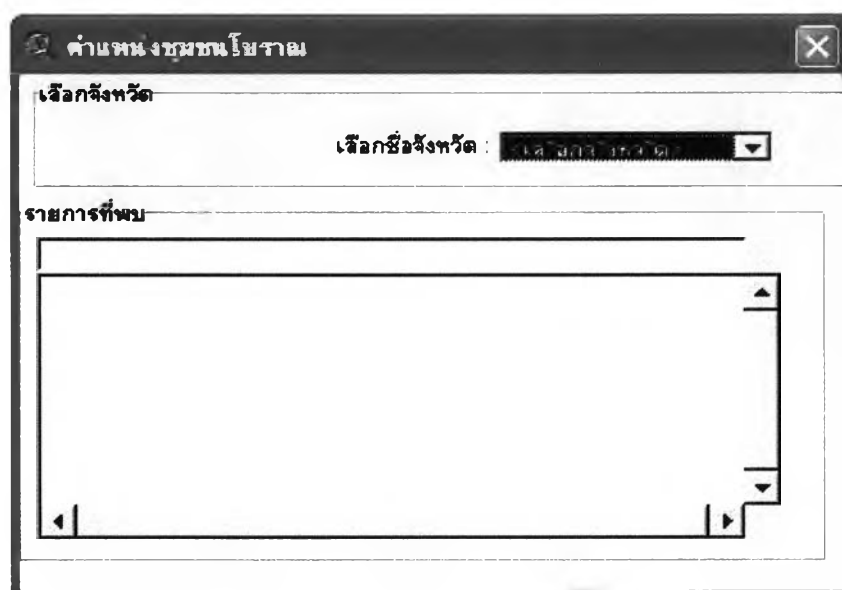 ตำแหน่งชุมชนโบราณ
เลือกจังหวัด
เลือกชื่อจังหวัด :
รายการที่พบ